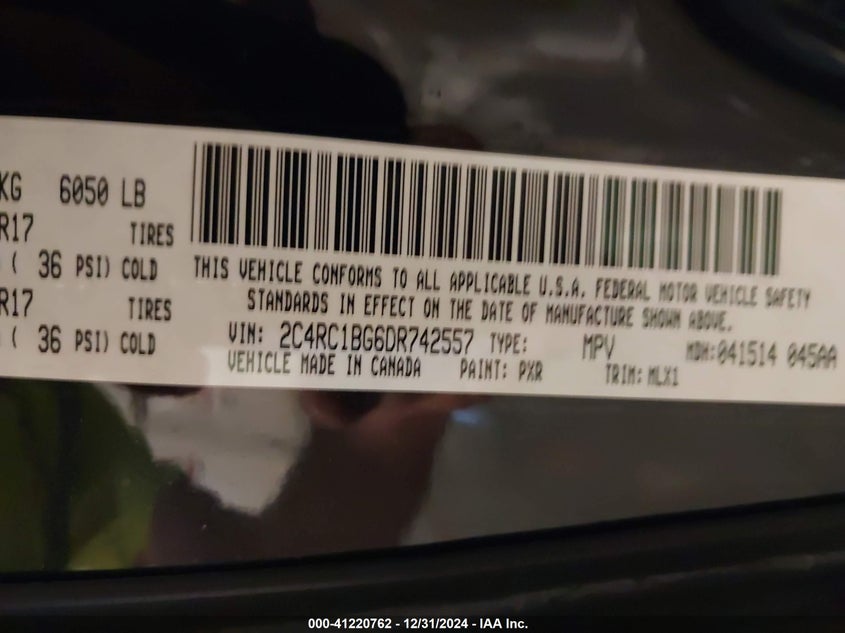 KG 6050 LB
R17 TIRES
( 36 PSI) COLD
R17 TIRES
( 36 PSI) COLD
THIS VEHICLE CONFORMS TO ALL APPLICABLE U.S.A. FEDERAL MOTOR VEHICLE SAFETY
STANDARDS IN EFFECT ON THE DATE OF MANUFACTURE SHOWN ABOVE.
VIN: 2C4RC1BG6DR742557 TYPE: MPV MDH:041514 045AA
VEHICLE MADE IN CANADA PAINT: PXR TRIM: MLX1
000-41220762 - 12/31/2024 - IAA Inc.